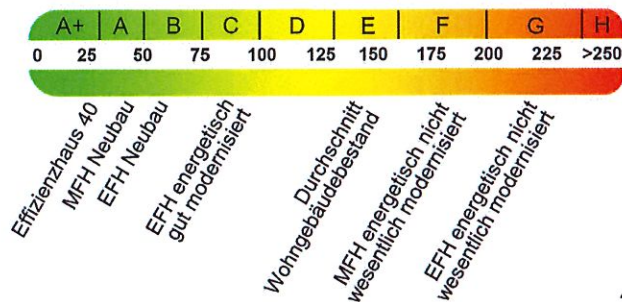 A+ A B C D E F G H
0 25 50 75 100 125 150 175 200 225 >250
Effizienzhaus 40
MFH Neubau
EFH Neubau
EFH energetisch
gut modernisiert
Durchschnitt
Wohngebäudebestand
MFH energetisch nicht
wesentlich modernisiert
EFH energetisch nicht
wesentlich modernisiert